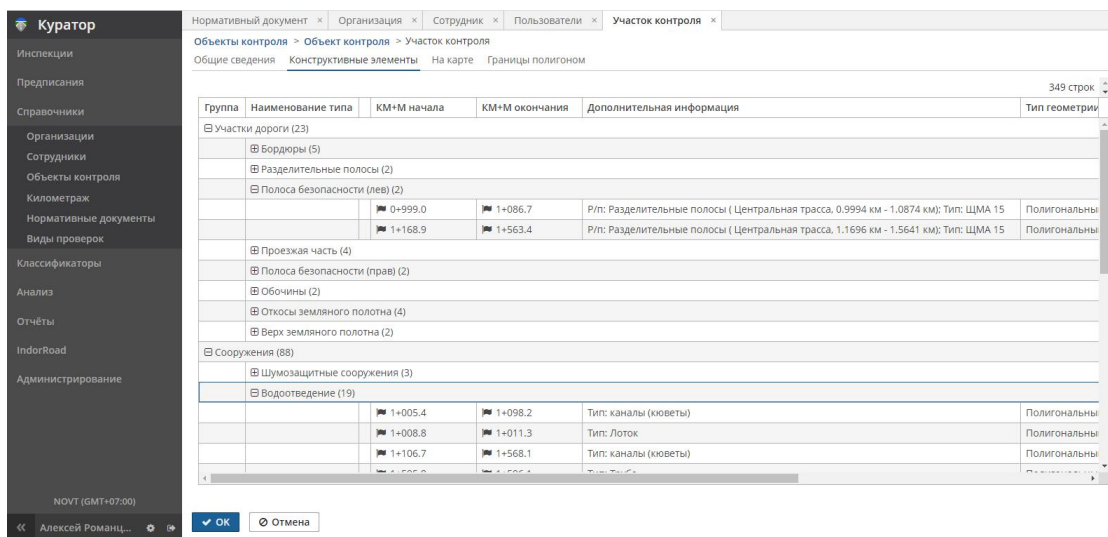 Куратор
Инспекции
Предписания
Справочники
Организации
Сотрудники
Объекты контроля
Километраж
Нормативные документы
Виды проверок
Классификаторы
Анализ
Отчёты
IndorRoad
Администрирование
NOVT (GMT+07:00)
Алексей Романц...
Нормативный документ × Организация × Сотрудник × Пользователи × Участок контроля ×
Объекты контроля > Объект контроля > Участок контроля
Общие сведения Конструктивные элементы На карте Границы полигоном
349 строк
Группа Наименование типа КМ+М начала КМ+М окончания Дополнительная информация Тип геометрии
Участки дороги (23)
Бордюры (5)
Разделительные полосы (2)
Полоса безопасности (лев) (2)
0+999.0 1+086.7 Р/п: Разделительные полосы ( Центральная трасса, 0.9994 км - 1.0874 км); Тип: ЩМА 15 Полигональны
1+168.9 1+563.4 Р/п: Разделительные полосы ( Центральная трасса, 1.1696 км - 1.5641 км); Тип: ЩМА 15 Полигональны
Проезжая часть (4)
Полоса безопасности (прав) (2)
Обочины (2)
Откосы земляного полотна (4)
Верх земляного полотна (2)
Сооружения (88)
Шумозащитные сооружения (3)
Водоотведение (19)
1+005.4 1+098.2 Тип: каналы (кюветы) Полигональны
1+008.8 1+011.3 Тип: Лоток Полигональны
1+106.7 1+568.1 Тип: каналы (кюветы) Полигональны
OK Отмена